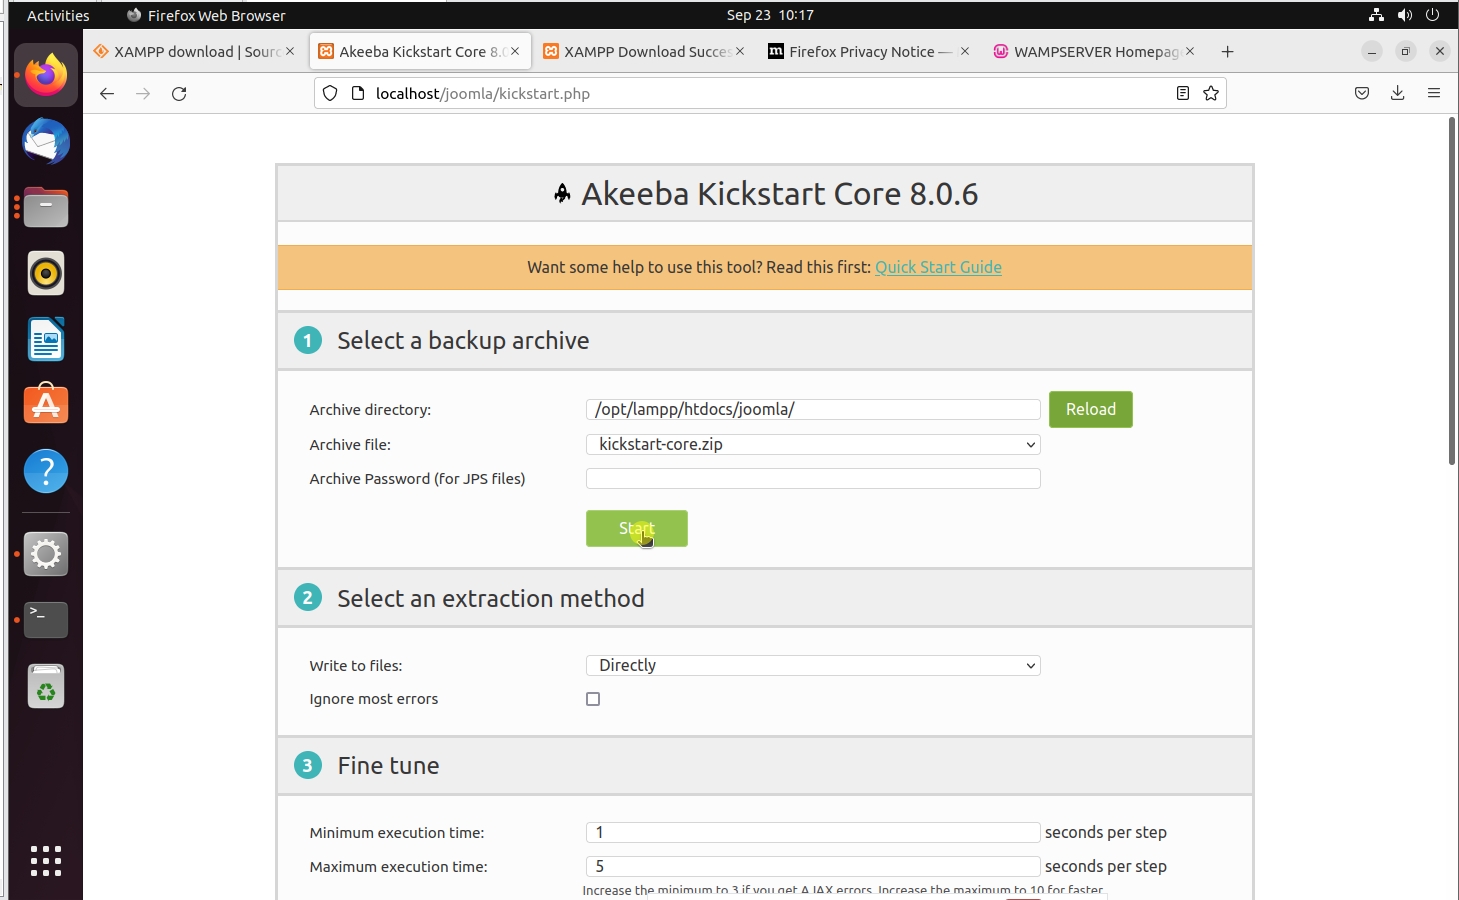 Activities Firefox Web Browser Sep 23 10:17
XAMPP download | Sourc Akeeba Kickstart Core 8.0 XAMPP Download Succes Firefox Privacy Notice — WAMPSERVER Homepag
localhost/joomla/kickstart.php
Akeeba Kickstart Core 8.0.6
Want some help to use this tool? Read this first: Quick Start Guide
1 Select a backup archive
Archive directory: /opt/lampp/htdocs/joomla/ Reload
Archive file: kickstart-core.zip
Archive Password (for JPS files)
Start
2 Select an extraction method
Write to files: Directly
Ignore most errors
3 Fine tune
Minimum execution time: 1 seconds per step
Maximum execution time: 5 seconds per step
Increase the minimum to 3 if you get AJAX errors. Increase the maximum to 10 for faster